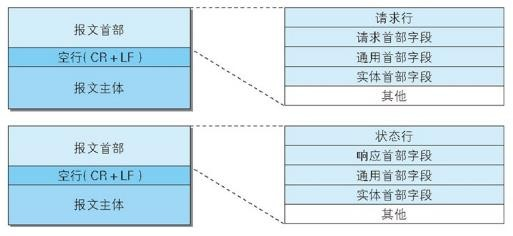 报文首部
空行(CR+LF)
报文主体
请求行
请求首部字段
通用首部字段
实体首部字段
其他
报文首部
空行(CR+LF)
报文主体
状态行
响应首部字段
通用首部字段
实体首部字段
其他